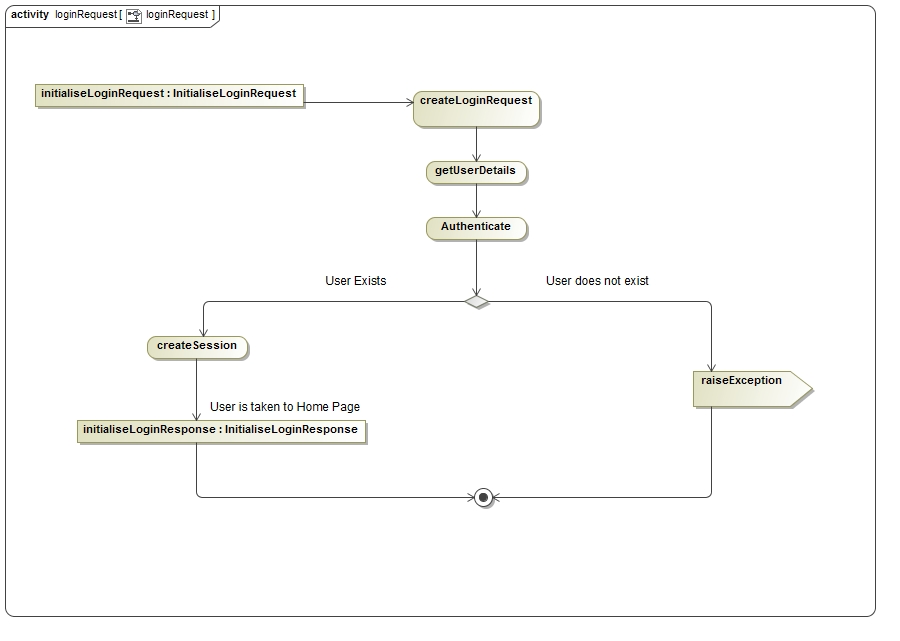 activity loginRequest [ loginRequest ]
initialiseLoginRequest : InitialiseLoginRequest
createLoginRequest
getUserDetails
Authenticate
User Exists
User does not exist
createSession
raiseException
User is taken to Home Page
initialiseLoginResponse : InitialiseLoginResponse